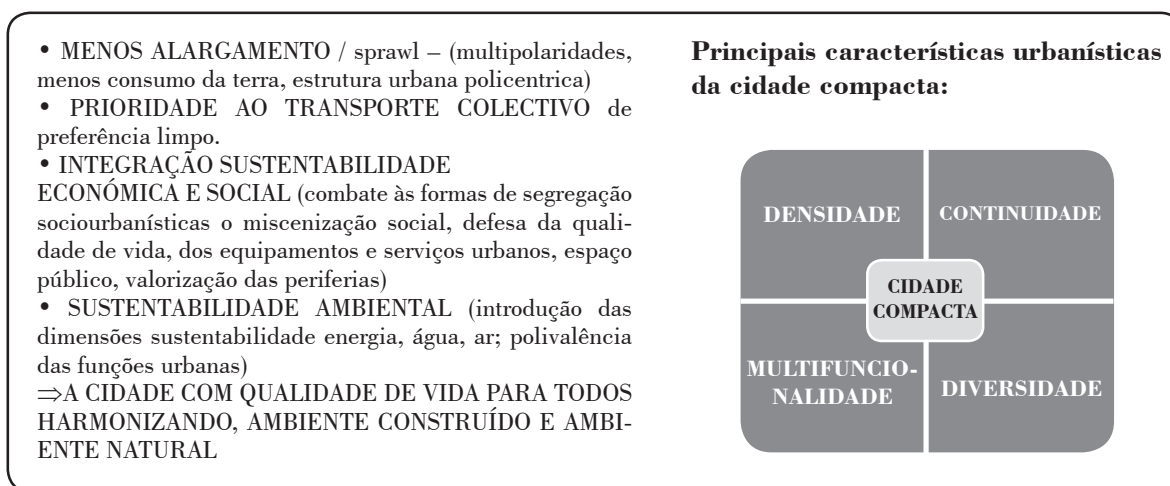 • MENOS ALARGAMENTO / sprawl – (multipolaridades,
menos consumo da terra, estrutura urbana policentrica)
• PRIORIDADE AO TRANSPORTE COLECTIVO de
preferência limpo.
• INTEGRAÇÃO SUSTENTABILIDADE
ECONÓMICA E SOCIAL (combate às formas de segregação
sociourbanísticas o miscenização social, defesa da quali-
dade de vida, dos equipamentos e serviços urbanos, espaço
público, valorização das periferias)
• SUSTENTABILIDADE AMBIENTAL (introdução das
dimensões sustentabilidade energia, água, ar; polivalência
das funções urbanas)
⇒A CIDADE COM QUALIDADE DE VIDA PARA TODOS
HARMONIZANDO, AMBIENTE CONSTRUÍDO E AMBI-
ENTE NATURAL
Principais características urbanísticas
da cidade compacta:
DENSIDADE
CONTINUIDADE
CIDADE
COMPACTA
MULTIFUNCIO-
NALIDADE
DIVERSIDADE